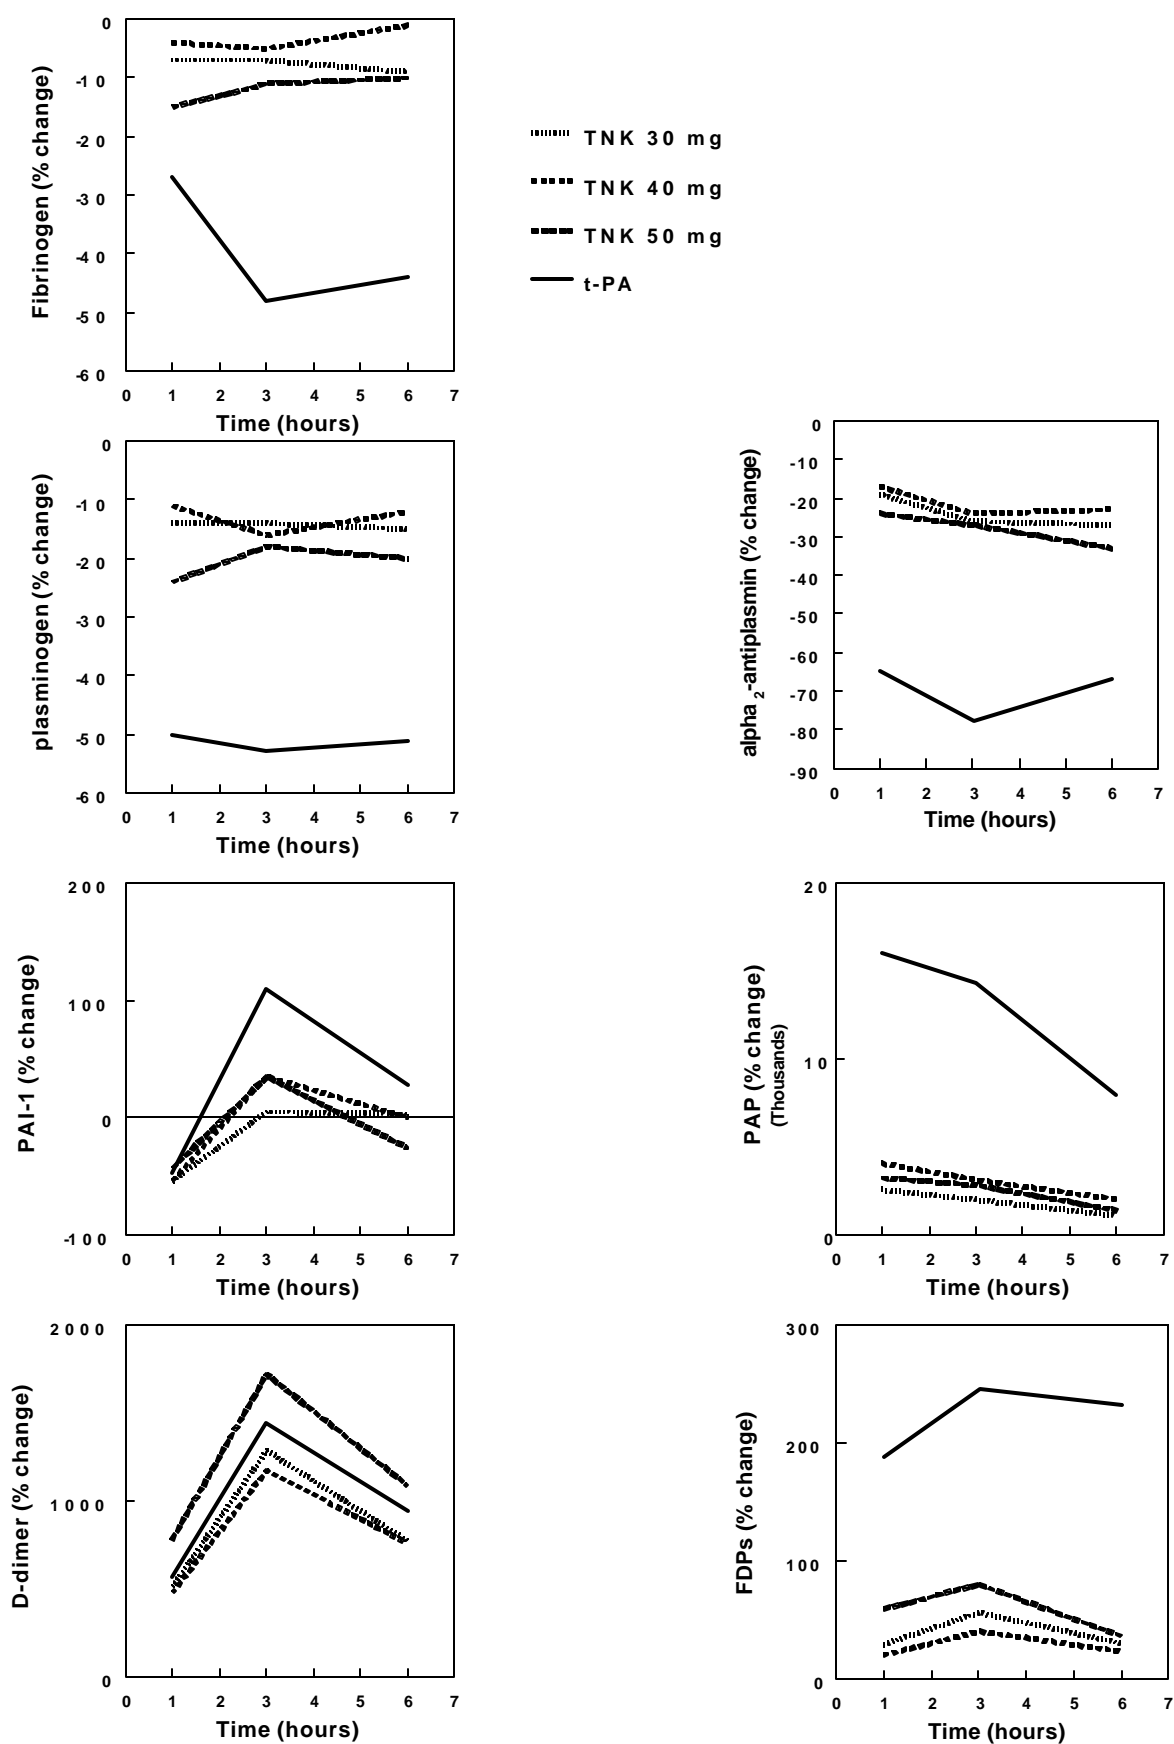 Fibrinogen (% change)
0
-10
-20
-30
-40
-50
-60
0 1 2 3 4 5 6 7
Time (hours)
TNK 30 mg
TNK 40 mg
TNK 50 mg
t-PA
plasminogen (% change)
0
-10
-20
-30
-40
-50
-60
0 1 2 3 4 5 6 7
Time (hours)
alpha2-antiplasmin (% change)
0
-10
-20
-30
-40
-50
-60
-70
-80
-90
0 1 2 3 4 5 6 7
Time (hours)
PAI-1 (% change)
200
100
0
-100
0 1 2 3 4 5 6 7
Time (hours)
PAP (% change)
(Thousands)
20
10
0
0 1 2 3 4 5 6 7
Time (hours)
D-dimer (% change)
2000
1000
0
0 1 2 3 4 5 6 7
Time (hours)
FDPs (% change)
300
200
100
0
0 1 2 3 4 5 6 7
Time (hours)